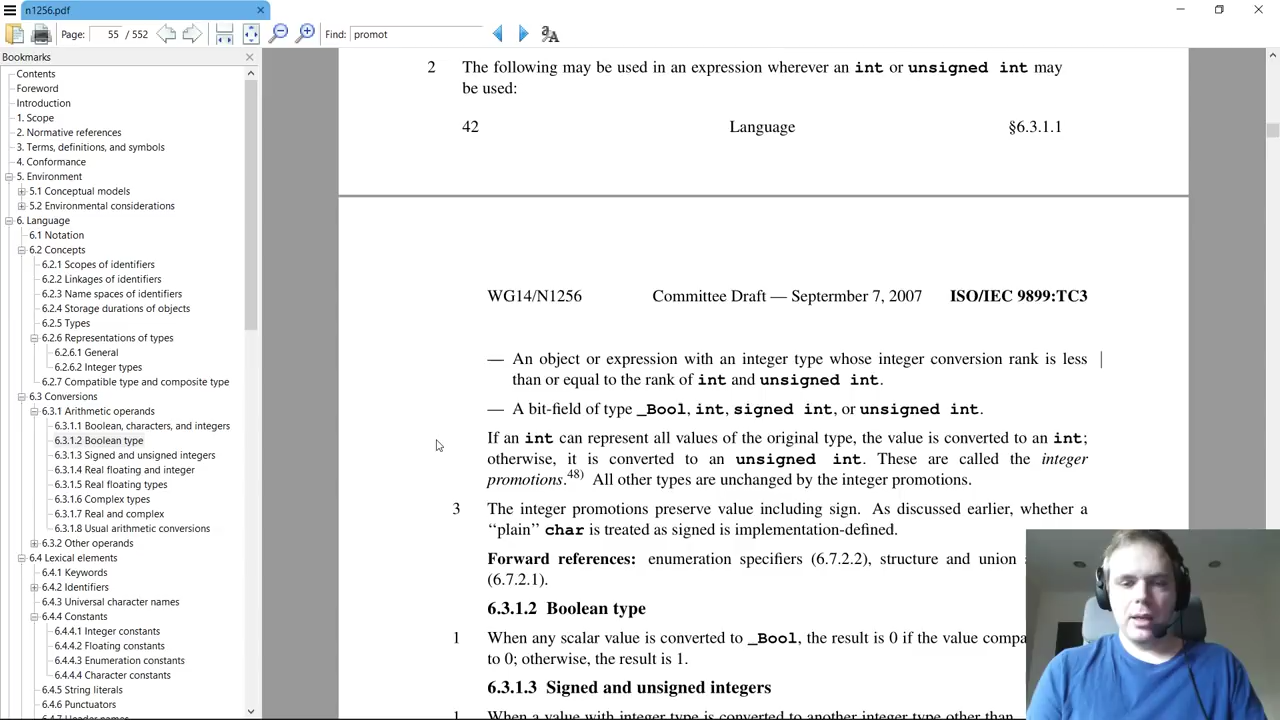 n1256.pdf
Page: 55 / 552 Find: promot
Bookmarks
Contents
Foreword
Introduction
1. Scope
2. Normative references
3. Terms, definitions, and symbols
4. Conformance
5. Environment
5.1 Conceptual models
5.2 Environmental considerations
6. Language
6.1 Notation
6.2 Concepts
6.2.1 Scopes of identifiers
6.2.2 Linkages of identifiers
6.2.3 Name spaces of identifiers
6.2.4 Storage durations of objects
6.2.5 Types
6.2.6 Representations of types
6.2.6.1 General
6.2.6.2 Integer types
6.2.7 Compatible type and composite type
6.3 Conversions
6.3.1 Arithmetic operands
6.3.1.1 Boolean, characters, and integers
6.3.1.2 Boolean type
6.3.1.3 Signed and unsigned integers
6.3.1.4 Real floating and integer
6.3.1.5 Real floating types
6.3.1.6 Complex types
6.3.1.7 Real and complex
6.3.1.8 Usual arithmetic conversions
6.3.2 Other operands
6.4 Lexical elements
6.4.1 Keywords
6.4.2 Identifiers
6.4.3 Universal character names
6.4.4 Constants
6.4.4.1 Integer constants
6.4.4.2 Floating constants
6.4.4.3 Enumeration constants
6.4.4.4 Character constants
6.4.5 String literals
6.4.6 Punctuators
6.4.7 Header names
2 The following may be used in an expression wherever an int or unsigned int may
be used:
42 Language §6.3.1.1
WG14/N1256 Committee Draft — Septermber 7, 2007 ISO/IEC 9899:TC3
— An object or expression with an integer type whose integer conversion rank is less
than or equal to the rank of int and unsigned int.
— A bit-field of type _Bool, int, signed int, or unsigned int.
If an int can represent all values of the original type, the value is converted to an int;
otherwise, it is converted to an unsigned int. These are called the integer
promotions.48) All other types are unchanged by the integer promotions.
3 The integer promotions preserve value including sign. As discussed earlier, whether a
‘‘plain’’ char is treated as signed is implementation-defined.
Forward references: enumeration specifiers (6.7.2.2), structure and union
(6.7.2.1).
6.3.1.2 Boolean type
1 When any scalar value is converted to _Bool, the result is 0 if the value compa
to 0; otherwise, the result is 1.
6.3.1.3 Signed and unsigned integers
1 When a value with integer type is converted to another integer type other than